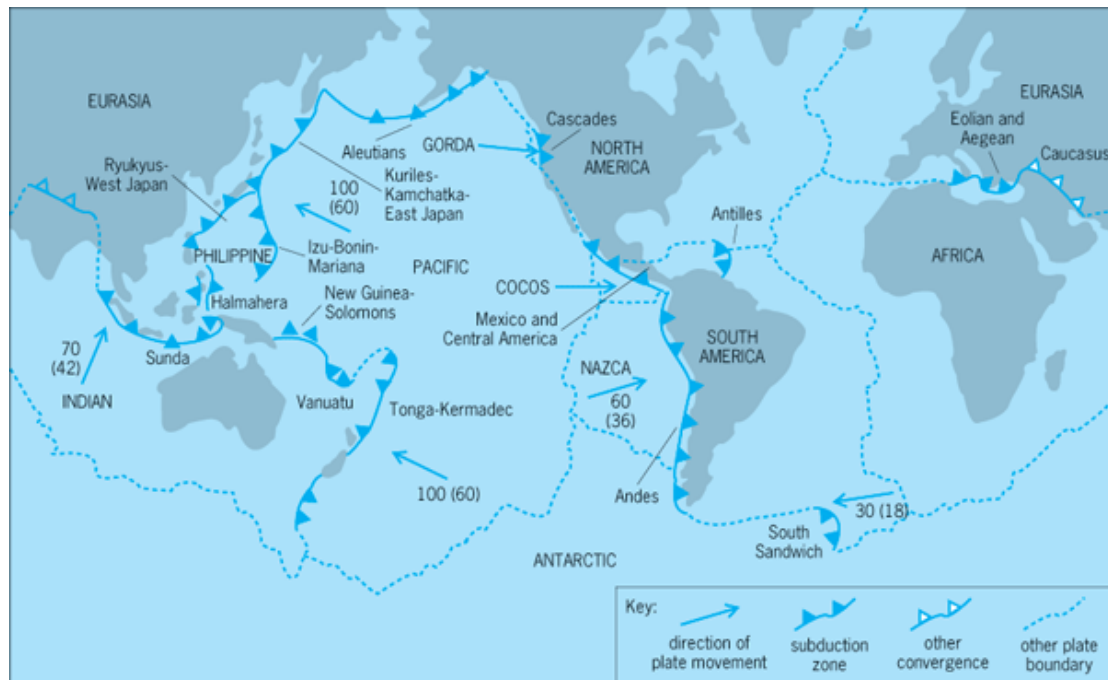 EURASIA
Aleutians
GORDA
Cascades
NORTH
AMERICA
EURASIA
Eolian and
Aegean
Caucasus
Ryukyus-
West Japan
100
(60)
Kuriles-
Kamchatka-
East Japan
Antilles
PHILIPPINE
Izu-Bonin-
Mariana
PACIFIC
AFRICA
Halmahera
New Guinea-
Solomons
COCOS
Mexico and
Central America
SOUTH
AMERICA
70
(42)
Sunda
INDIAN
Vanuatu
Tonga-Kermadec
NAZCA
60
(36)
100 (60)
Andes
30 (18)
South
Sandwich
ANTARCTIC
Key:
direction of
plate movement
subduction
zone
other
convergence
other plate
boundary